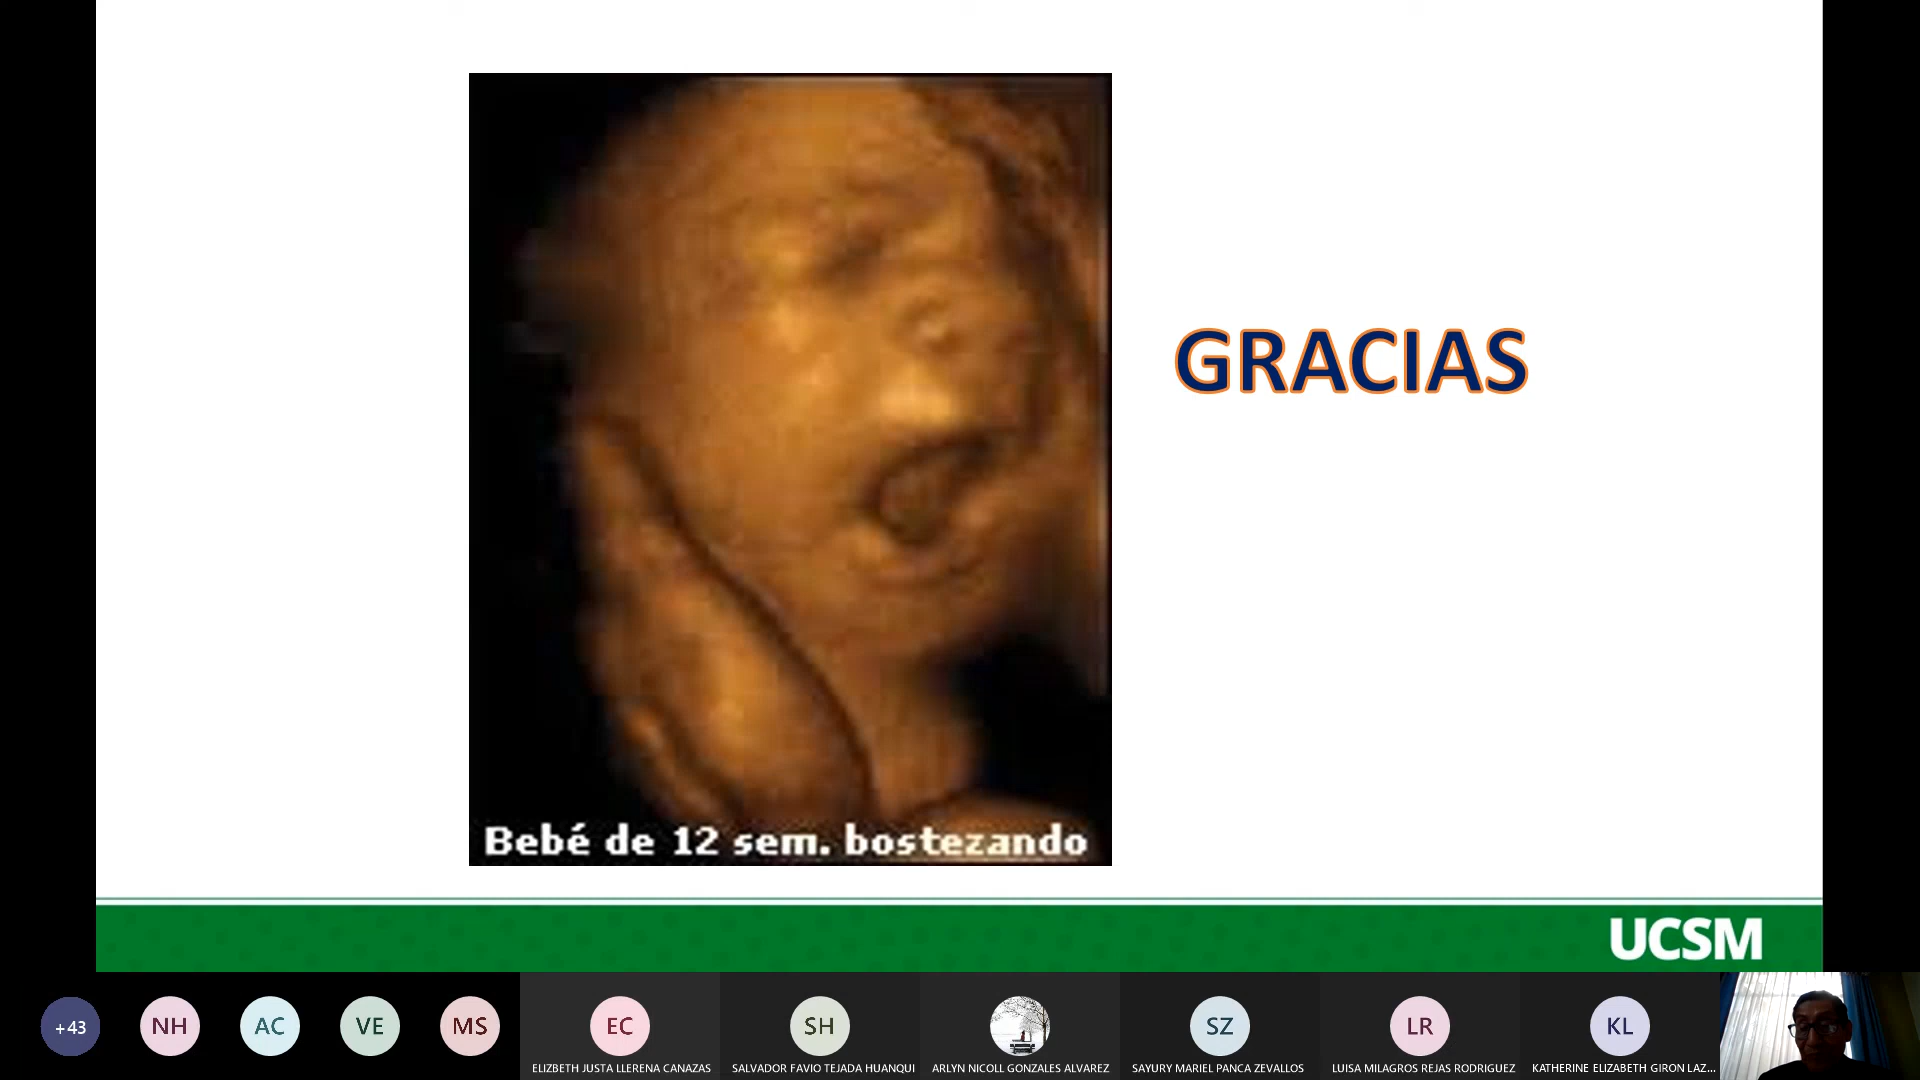 GRACIAS
Bebé de 12 sem. bostezando
UCSM
+43
NH
AC
VE
MS
EC
SH
SZ
LR
KL
ELIZBETH JUSTA LLERENA CANAZAS
SALVADOR FAVIO TEJADA HUANQUI
ARLYN NICOLL GONZALES ALVAREZ
SAYURY MARIEL PANCA ZEVALLOS
LUISA MILAGROS REJAS RODRIGUEZ
KATHERINE ELIZABETH GIRON LAZ...